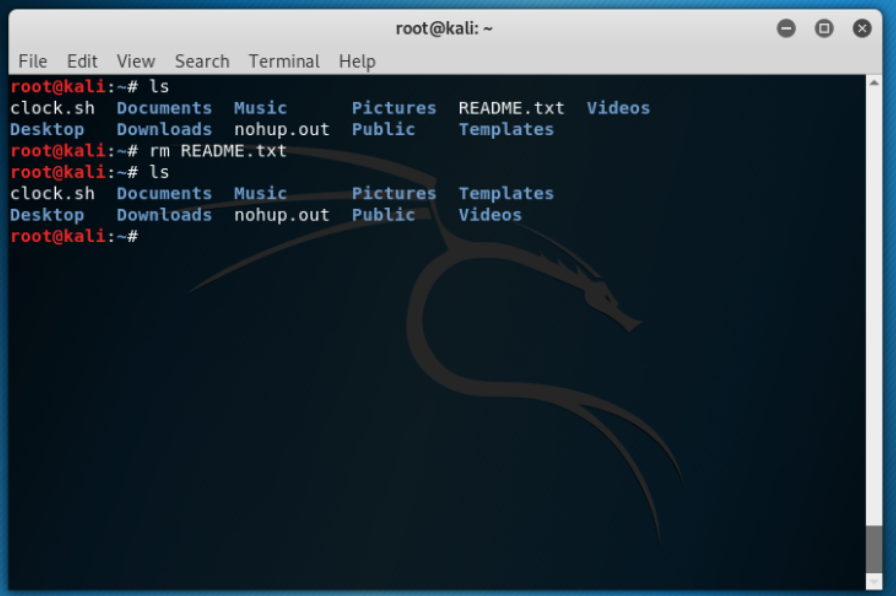 root@kali: ~
File Edit View Search Terminal Help
root@kali:~# ls
clock.sh Documents Music Pictures README.txt Videos
Desktop Downloads nohup.out Public Templates
root@kali:~# rm README.txt
root@kali:~# ls
clock.sh Documents Music Pictures Templates
Desktop Downloads nohup.out Public Videos
root@kali:~#